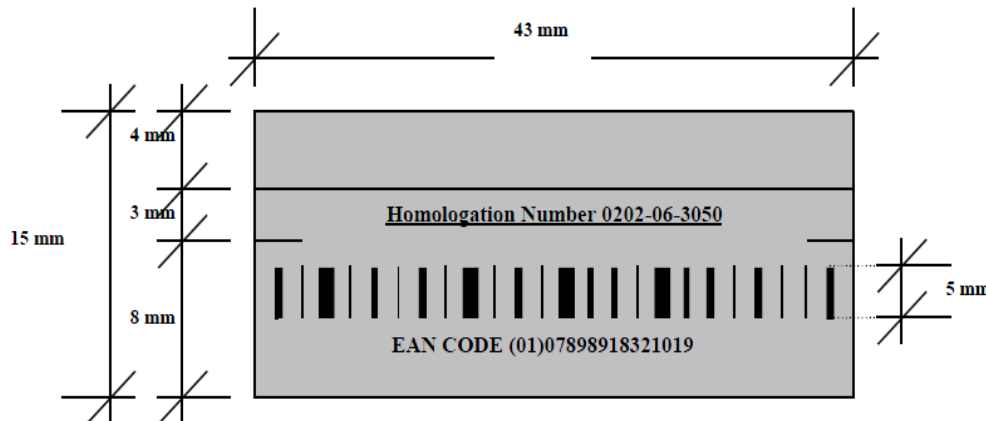 43 mm
4 mm
3 mm
Homologation Number 0202-06-3050
15 mm
5 mm
8 mm
EAN CODE (01)07898918321019